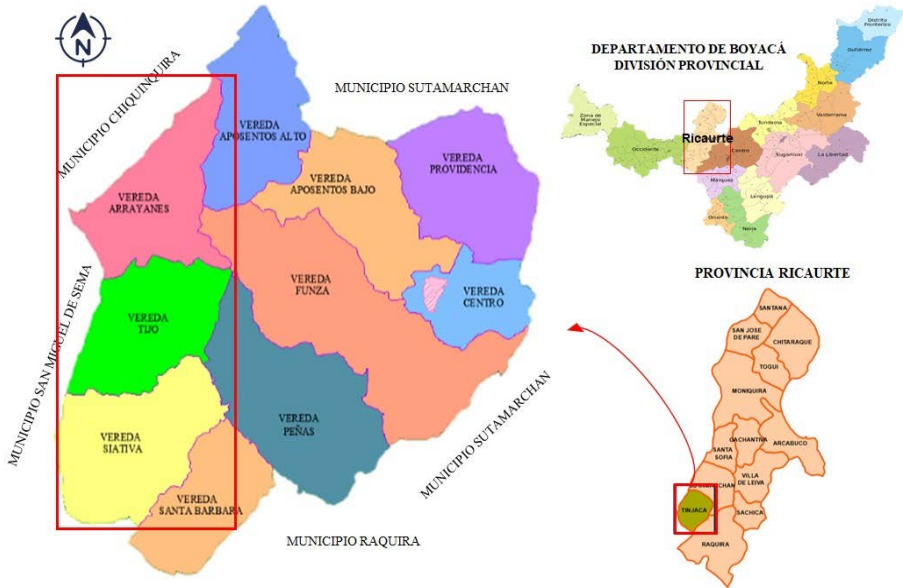 N
MUNICIPIO CHIQUINQUIRA
MUNICIPIO SUTAMARCHAN
VEREDA
APOSENTOS ALTO
VEREDA
APOSENTOS BAJO
VEREDA
PROVIDENCIA
VEREDA
ARRAYANES
VEREDA
FUNZA
VEREDA
CENTRO
VEREDA
TIJO
MUNICIPIO SAN MIGUEL DE SEMA
VEREDA
SIATIVA
VEREDA
PEÑAS
VEREDA
SANTA BARBARA
MUNICIPIO SUTAMARCHAN
MUNICIPIO RAQUIRA
DEPARTAMENTO DE BOYACÁ
DIVISIÓN PROVINCIAL
Distrito
Fronterizo
Gutiérrez
Norte
Valderrama
Zona de
Manejo
Especial
Occidente
Ricaurte
Centro
Tundama
Sugamuxi
La Libertad
Márquez
Lengupá
Oriente
Neira
PROVINCIA RICAURTE
SANTANA
SAN JOSE
DE PARE
CHITARAQUE
TOGUI
MONIQUIRA
GACHANTIVA
ARCABUCO
SANTA
SOFIA
VILLA
DE LEIVA
TINJACA
SACHICA
RAQUIRA